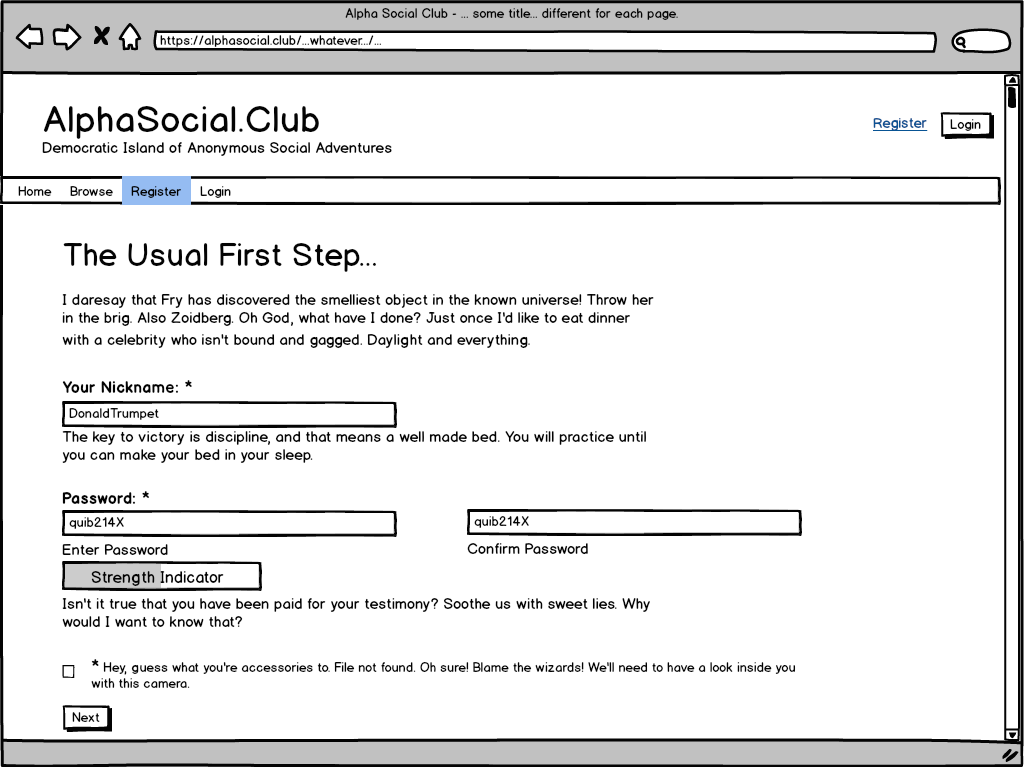 Alpha Social Club - ... some title... different for each page.
https://alphasocial.club/...whatever.../...
AlphaSocial.Club
Democratic Island of Anonymous Social Adventures
Register Login
Home Browse Register Login
The Usual First Step...
I daresay that Fry has discovered the smelliest object in the known universe! Throw her
in the brig. Also Zoidberg. Oh God, what have I done? Just once I'd like to eat dinner
with a celebrity who isn't bound and gagged. Daylight and everything.
Your Nickname: *
DonaldTrumpet
The key to victory is discipline, and that means a well made bed. You will practice until
you can make your bed in your sleep.
Password: *
quib214X quib214X
Enter Password Confirm Password
Strength Indicator
Isn't it true that you have been paid for your testimony? Soothe us with sweet lies. Why
would I want to know that?
* Hey, guess what you're accessories to. File not found. Oh sure! Blame the wizards! We'll need to have a look inside you
with this camera.
Next